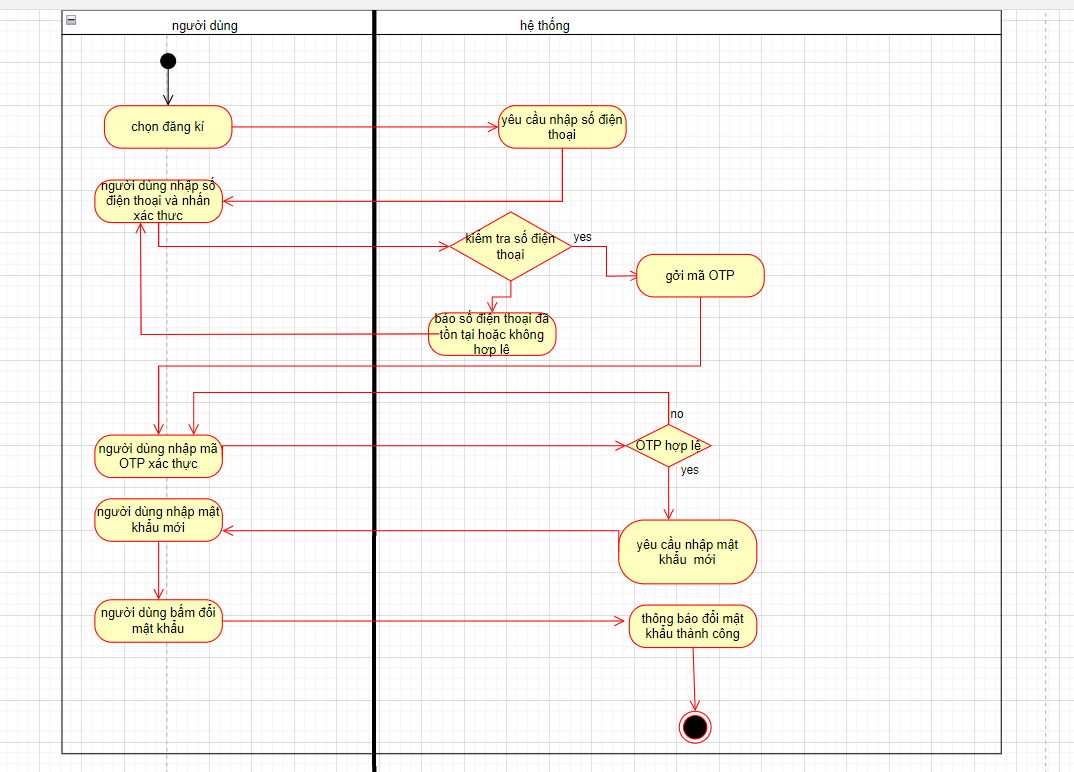 người dùng
hệ thống
chọn đăng kí
yêu cầu nhập số điện
thoại
người dùng nhập số
điện thoại và nhấn
xác thưc
kiểm tra số điện
thoại
yes
gởi mã OTP
báo số điện thoại đã
tồn tại hoặc không
hợp lệ
no
người dùng nhập mã
OTP xác thực
OTP hợp lệ
yes
người dùng nhập mật
khẩu mới
yêu cầu nhập mật
khẩu mới
người dùng bấm đổi
mật khẩu
thông báo đổi mật
khẩu thành công